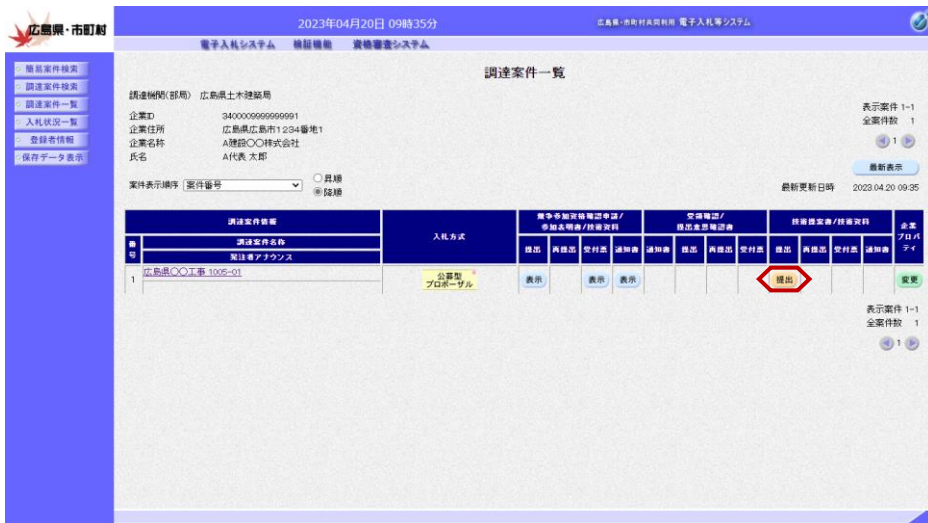 広島県・市町村
2023年04月20日 09時35分
広島県・市町村共同利用 電子入札等システム
電子入札システム 検証機能 資格審査システム
簡易案件検索
調達案件検索
調達案件一覧
入札状況一覧
登録者情報
保存データ表示
調達案件一覧
調達機関(部局) 広島県土木建築局
企業ID 3400009999999991
企業住所 広島県広島市1234番地1
企業名称 A建設〇〇株式会社
氏名 A代表 太郎
案件表示順序 案件番号
昇順
降順
表示案件 1-1
全案件数 1
1
最新表示
最新更新日時 2023.04.20 09:35
調達案件情報
番号
調達案件名称
発注者アナウンス
入札方式
競争参加資格確認申請/
参加表明書/技術資料
提出 再提出 受付票 通知書
受領確認/
提出意思確認書
通知書 提出 再提出 受付票
技術提案書/技術資料
提出 再提出 受付票 通知書
企業
プロパ
ティ
1 広島県〇〇工事 1005-01
公募型
プロポーザル
表示 表示 表示 提出 変更
表示案件 1-1
全案件数 1
1